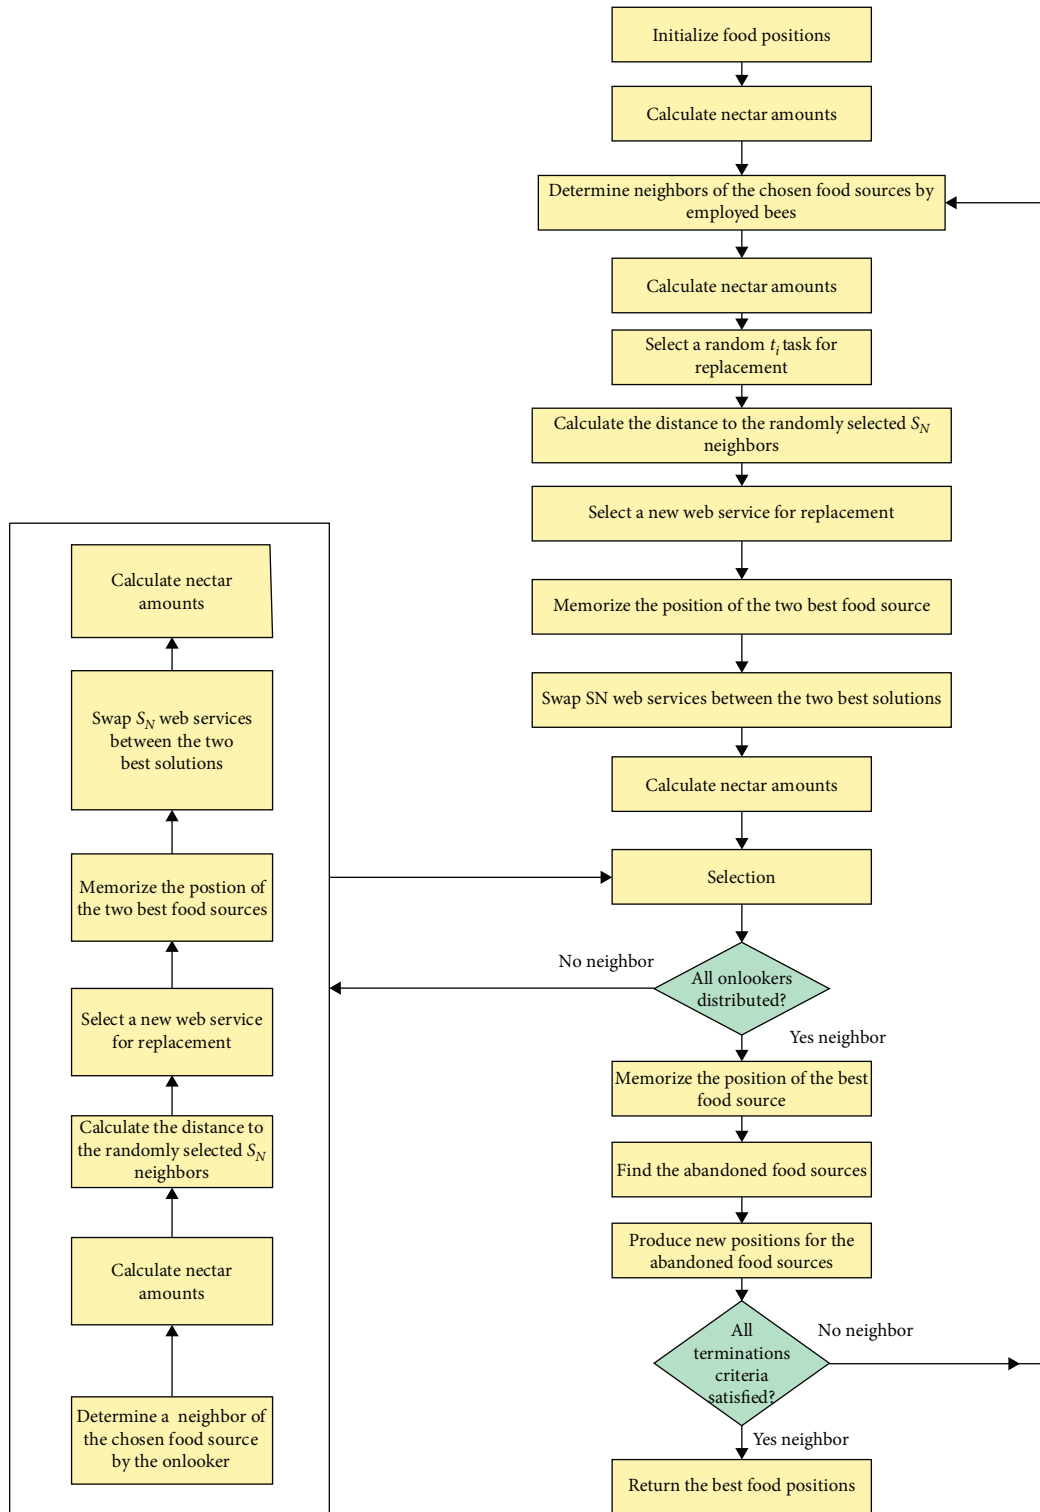 Initialize food positions
Calculate nectar amounts
Determine neighbors of the chosen food sources by
employed bees
Calculate nectar amounts
Select a random t_i task for
replacement
Calculate the distance to the randomly selected S_N
neighbors
Select a new web service for replacement
Memorize the position of the two best food source
Swap SN web services between the two best solutions
Calculate nectar amounts
Selection
All onlookers
distributed?
No neighbor
Yes neighbor
Memorize the position of the best
food source
Find the abandoned food sources
Produce new positions for the
abandoned food sources
All
terminations
criteria
satisfied?
No neighbor
Yes neighbor
Return the best food positions
Calculate nectar
amounts
Swap S_N web services
between the two
best solutions
Memorize the postion of
the two best food sources
Select a new web service
for replacement
Calculate the distance to
the randomly selected S_N
neighbors
Calculate nectar
amounts
Determine a neighbor of
the chosen food source
by the onlooker